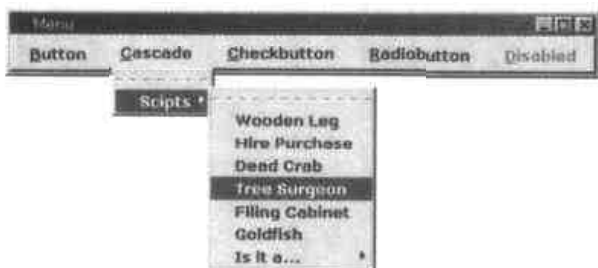 Menu
Button Cascade Checkbutton Radiobutton Disabled
Scipts
Wooden Leg
Hire Purchase
Dead Crab
Tree Surgeon
Filing Cabinet
Goldfish
Is it a...